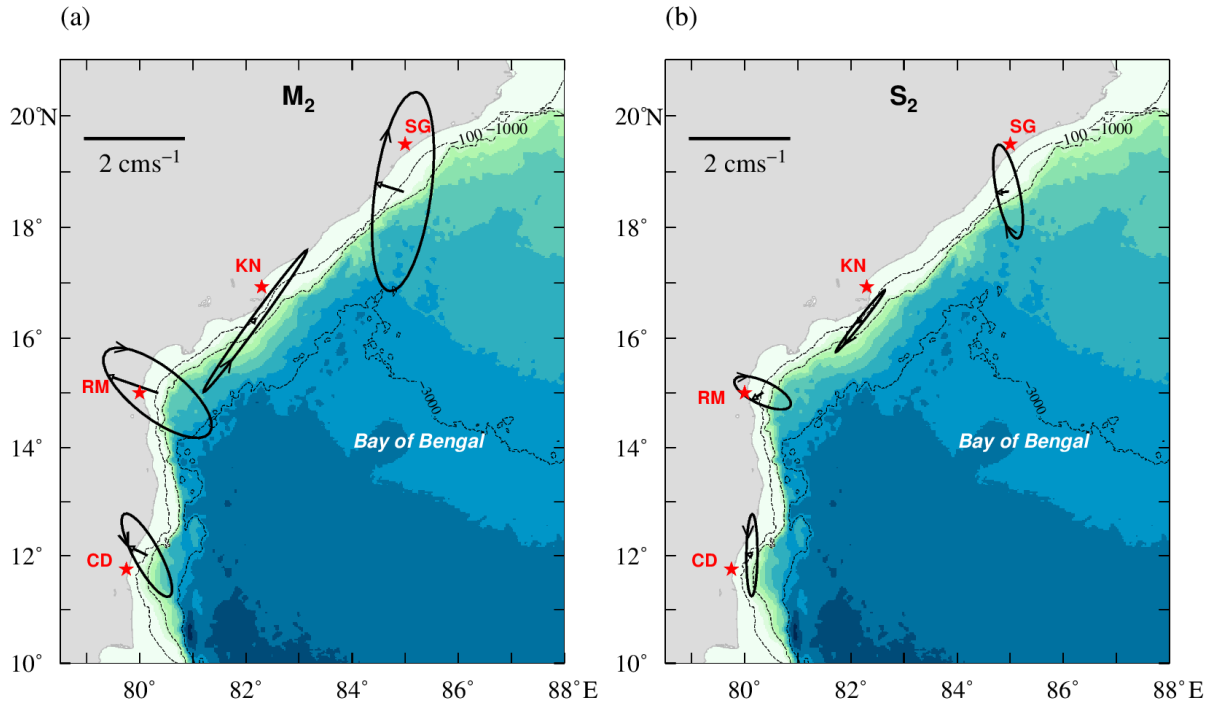 (a)
M₂
20°N
SG
−100 −1000
2 cms⁻¹
18°
KN
16°
RM
3000
14°
Bay of Bengal
12°
CD
10°
80° 82° 84° 86° 88°E
(b)
S₂
20°N
SG
−100 −1000
2 cms⁻¹
18°
KN
16°
RM
3000
14°
Bay of Bengal
12°
CD
10°
80° 82° 84° 86° 88°E